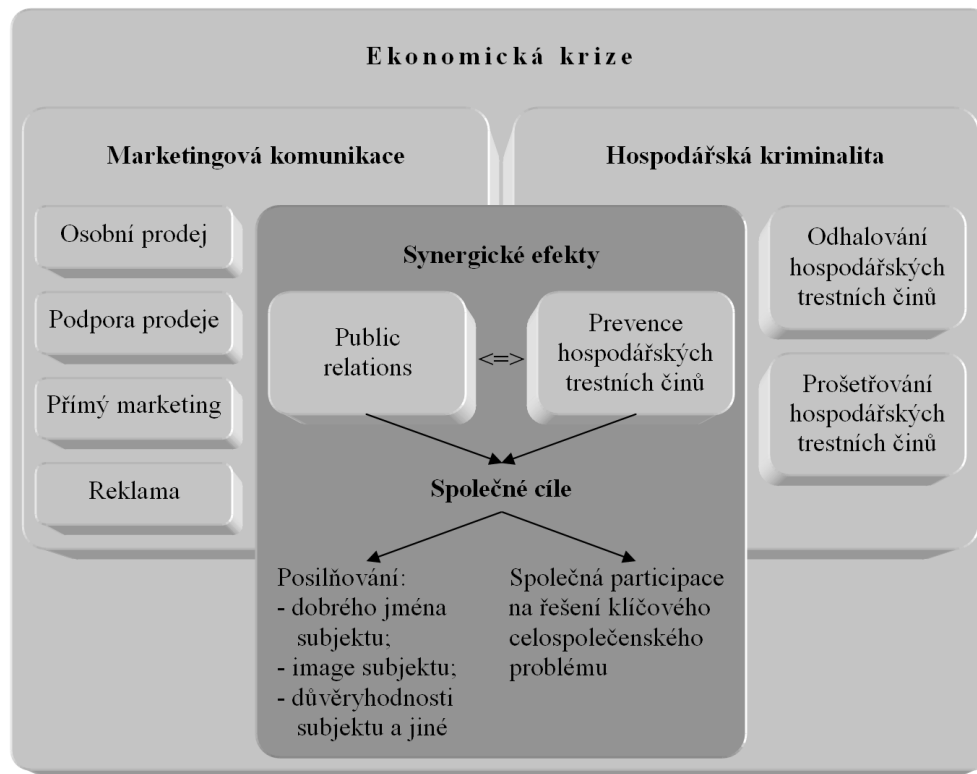 Ekonomická krize
Marketingová komunikace
Osobní prodej
Podpora prodeje
Přímý marketing
Reklama
Hospodářská kriminalita
Odhalování
hospodářských
trestních činů
Prošetřování
hospodářských
trestních činů
Synergické efekty
Public
relations
<=>
Prevence
hospodářských
trestních činů
Společné cíle
Posilňování:
- dobrého jména
subjektu;
- image subjektu;
- důvěryhodnosti
subjektu a jiné
Společná participace
na řešení klíčového
celospolečenského
problému